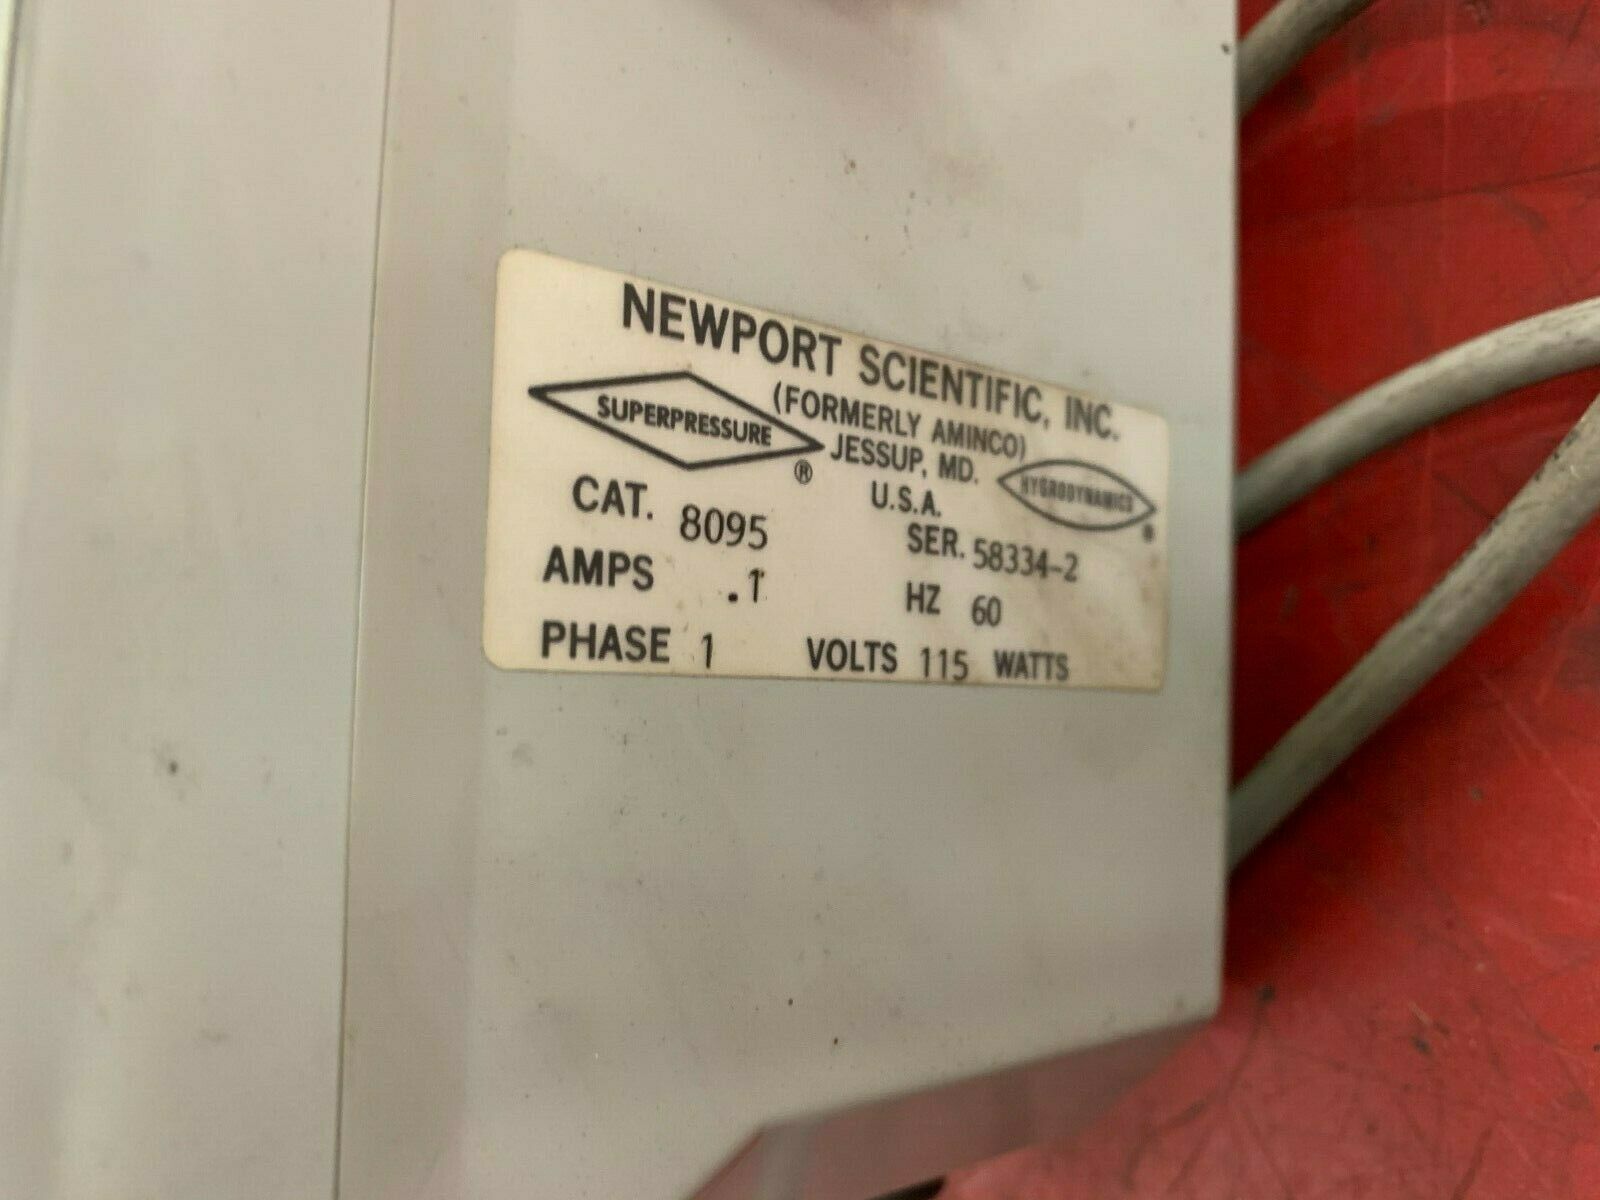 NEWPORT SCIENTIFIC, INC.
(FORMERLY AMINCO)
SUPERPRESSURE ®
JESSUP, MD.
U.S.A.
HYGRODYNAMICS ®
CAT. 8095
SER. 58334-2
AMPS .1
HZ 60
PHASE 1 VOLTS 115 WATTS